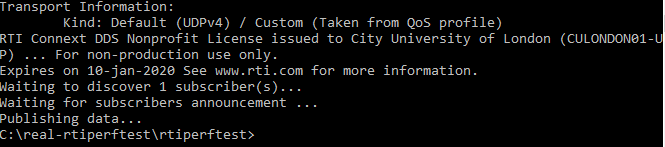 Transport Information:
Kind: Default (UDPv4) / Custom (Taken from QoS profile)
RTI Connext DDS Nonprofit License issued to City University of London (CULONDON01-U
P) ... For non-production use only.
Expires on 10-jan-2020 See www.rti.com for more information.
Waiting to discover 1 subscriber(s)...
Waiting for subscribers announcement ...
Publishing data...
C:\real-rtiperftest\rtiperftest>